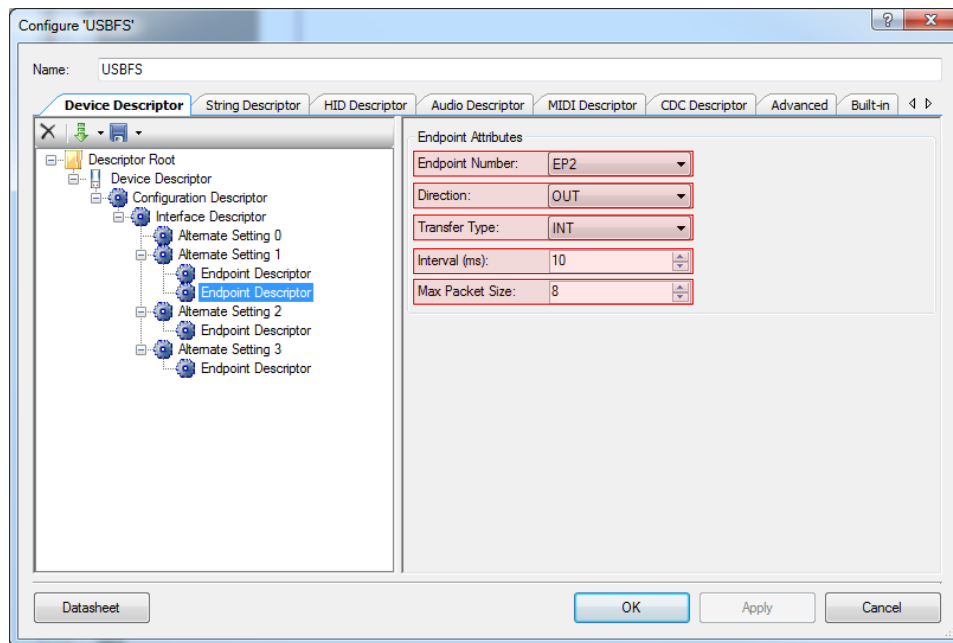 Configure 'USBFS'
Name: USBFS
Device Descriptor String Descriptor HID Descriptor Audio Descriptor MIDI Descriptor CDC Descriptor Advanced Built-in
Descriptor Root
Device Descriptor
Configuration Descriptor
Interface Descriptor
Alternate Setting 0
Alternate Setting 1
Endpoint Descriptor
Endpoint Descriptor
Alternate Setting 2
Endpoint Descriptor
Alternate Setting 3
Endpoint Descriptor
Endpoint Attributes
Endpoint Number: EP2
Direction: OUT
Transfer Type: INT
Interval (ms): 10
Max Packet Size: 8
Datasheet OK Apply Cancel